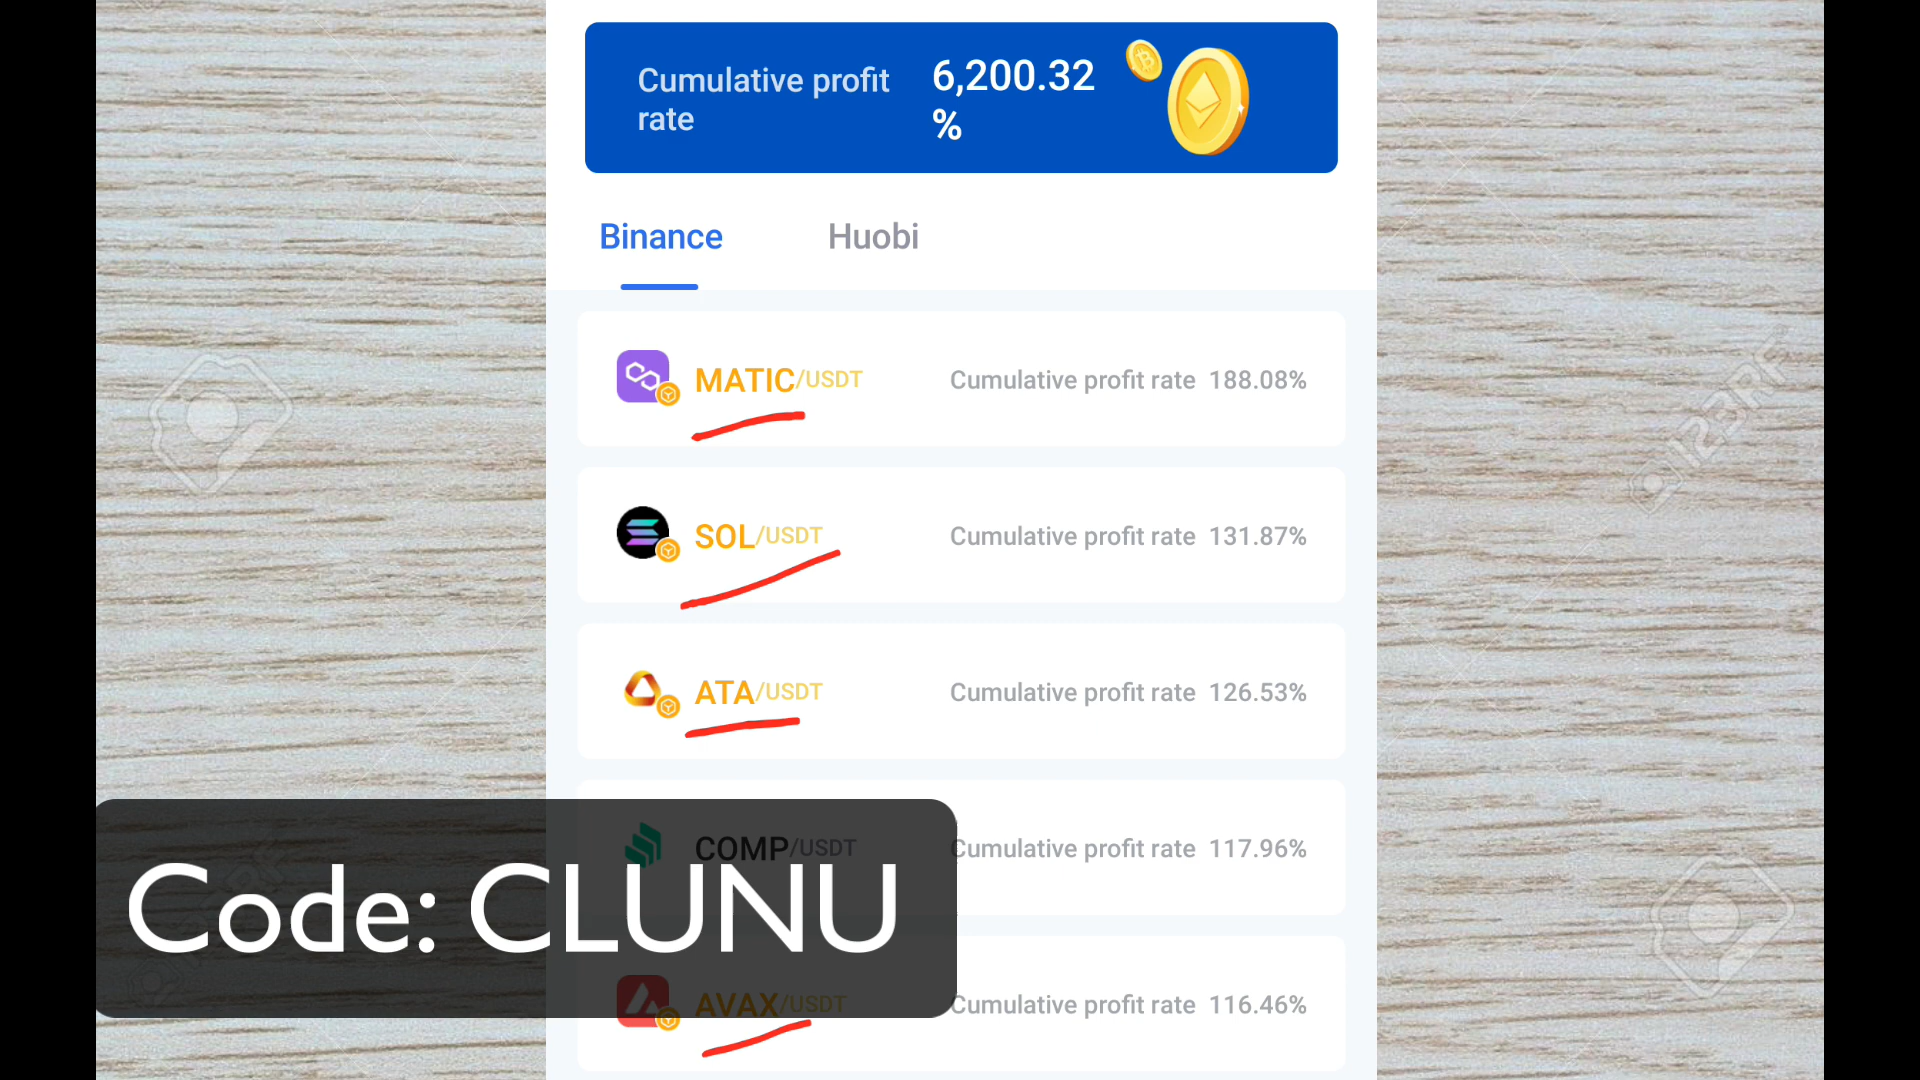 Cumulative profit
rate
6,200.32
%
Binance
Huobi
MATIC/USDT
Cumulative profit rate 188.08%
SOL/USDT
Cumulative profit rate 131.87%
ATA/USDT
Cumulative profit rate 126.53%
COMP/USDT
Cumulative profit rate 117.96%
Code: CLUNU
AVAX/USDT
Cumulative profit rate 116.46%
123RF